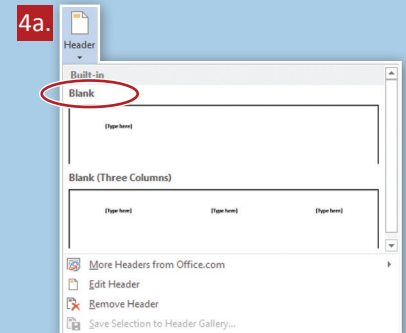 4a.
Header
Built-in
Blank
[Type here]
Blank (Three Columns)
[Type here] [Type here] [Type here]
More Headers from Office.com
Edit Header
Remove Header
Save Selection to Header Gallery...